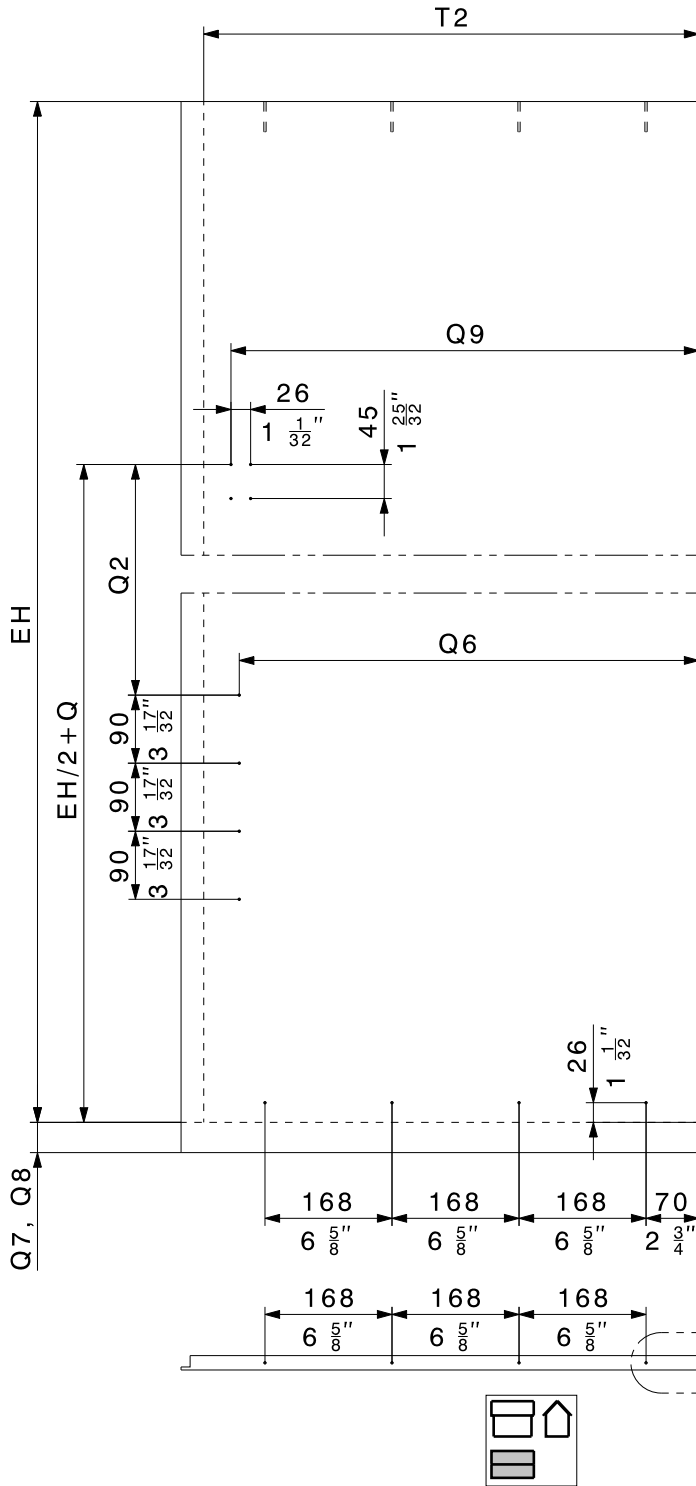 T2
Q9
26
1 1/32"
45
1 25/32"
Q2
EH
Q6
EH/2+Q
90
3 17/32"
90
3 17/32"
90
3 17/32"
26
1 1/32"
Q7, Q8
168 168 168 70
6 5/8" 6 5/8" 6 5/8" 2 3/4"
168 168 168
6 5/8" 6 5/8" 6 5/8"